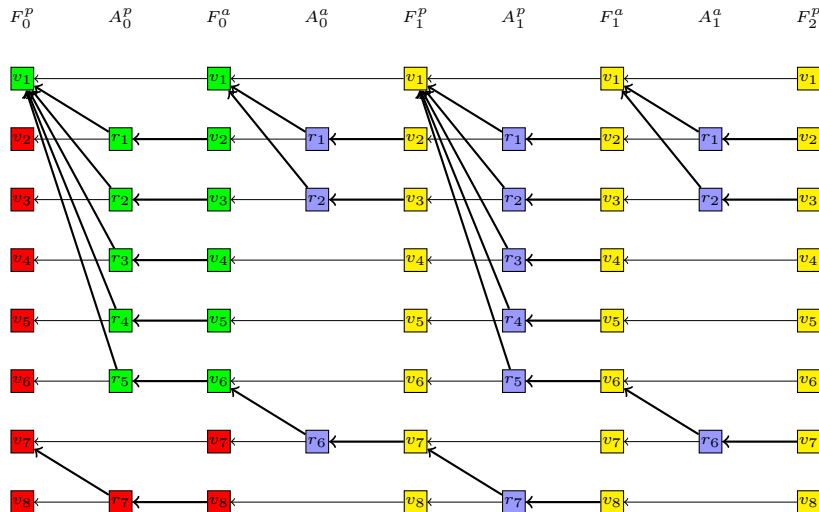 F_0^p A_0^p F_0^a A_0^a F_1^p A_1^p F_1^a A_1^a F_2^p
v_1 v_1 v_1 v_1 v_1
v_2 r_1 v_2 r_1 v_2 r_1 v_2 r_1 v_2
v_3 r_2 v_3 r_2 v_3 r_2 v_3 r_2 v_3
v_4 r_3 v_4 v_4 r_3 v_4 v_4
v_5 r_4 v_5 v_5 r_4 v_5 v_5
v_6 r_5 v_6 v_6 r_5 v_6 v_6
v_7 v_7 r_6 v_7 v_7 r_6 v_7
v_8 r_7 v_8 v_8 r_7 v_8 v_8